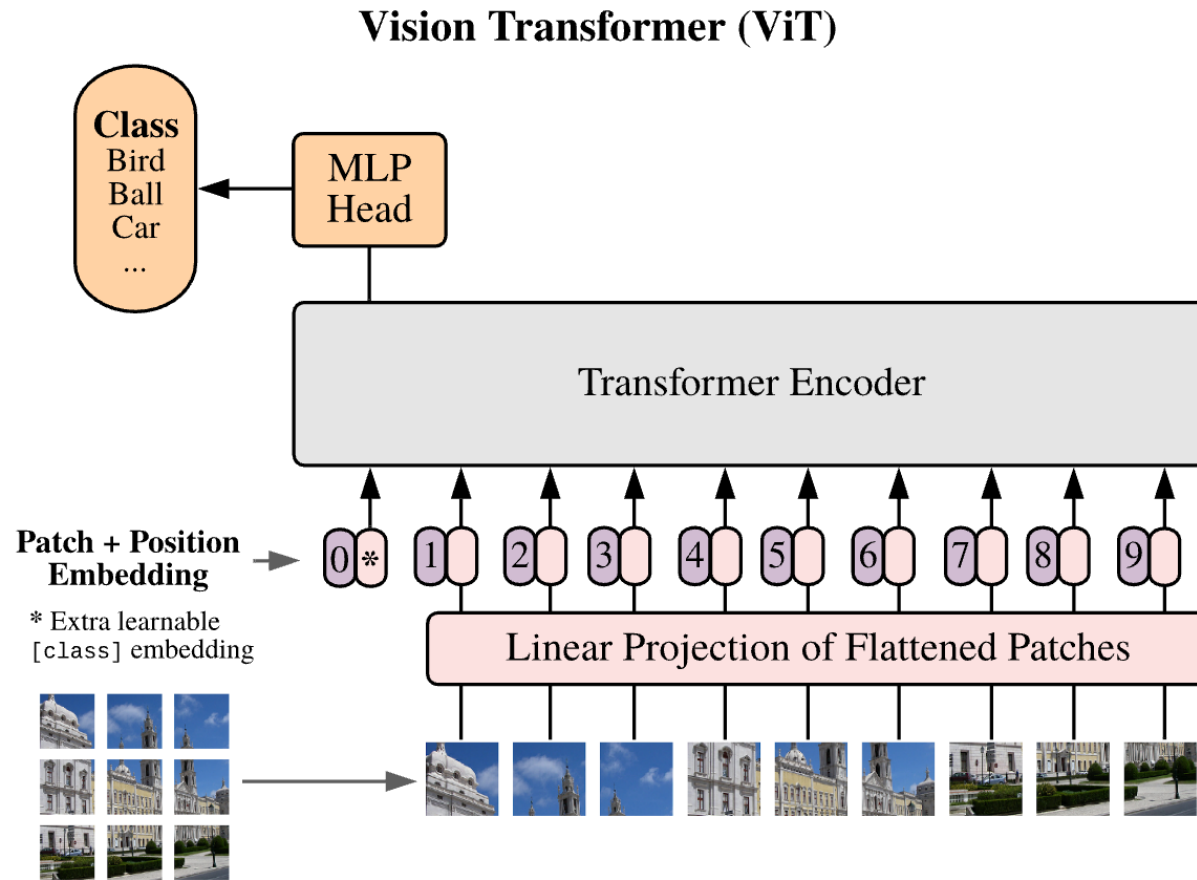 Vision Transformer (ViT)
Class
Bird
Ball
Car
...
MLP
Head
Transformer Encoder
Patch + Position
Embedding
0 * 1 2 3 4 5 6 7 8 9
* Extra learnable
[class] embedding
Linear Projection of Flattened Patches